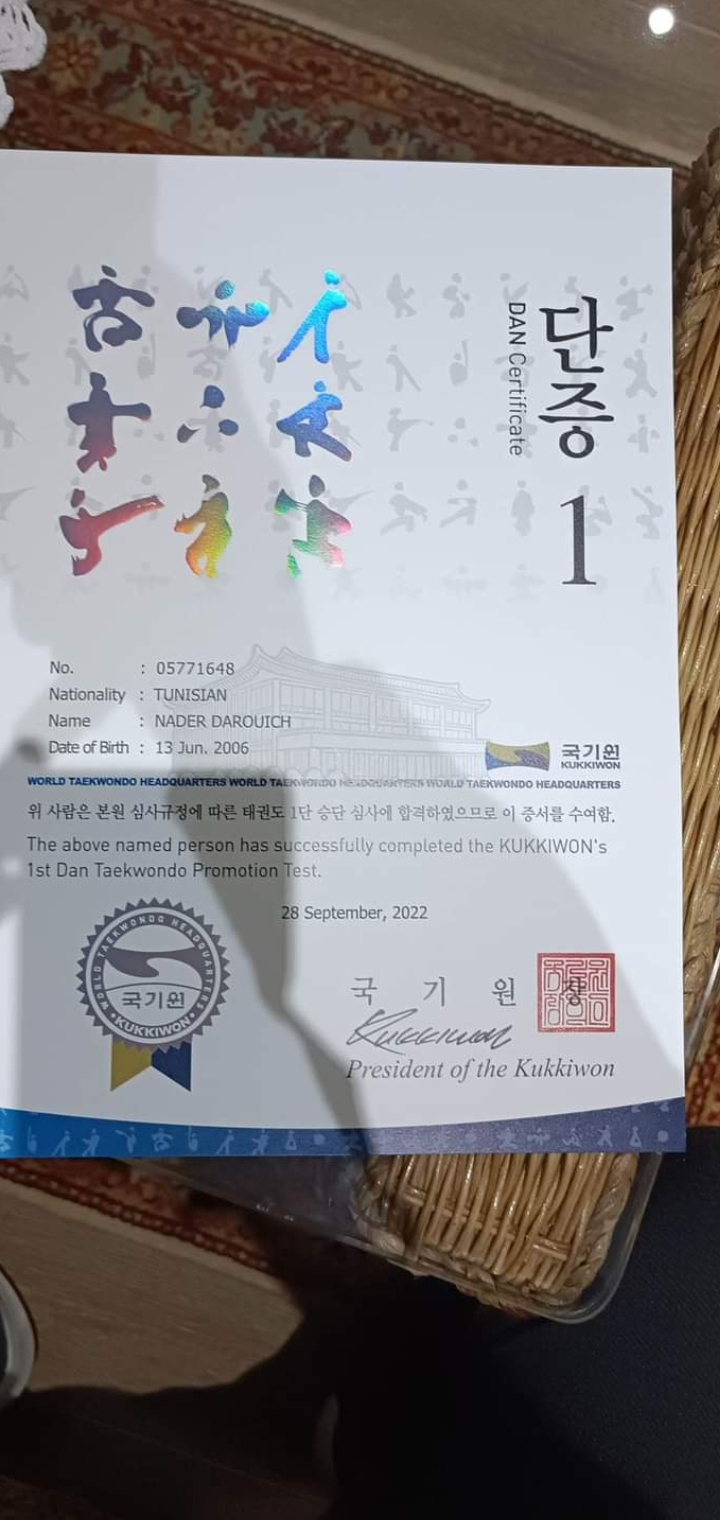 단증
DAN Certificate
1
No. : 05771648
Nationality : TUNISIAN
Name : NADER DAROUICH
Date of Birth : 13 Jun. 2006
국기원
KUKKIWON
WORLD TAEKWONDO HEADQUARTERS WORLD TAEKWONDO HEADQUARTERS WORLD TAEKWONDO HEADQUARTERS
위 사람은 본원 심사규정에 따른 태권도 1단 승단 심사에 합격하였으므로 이 증서를 수여함.
The above named person has successfully completed the KUKKIWON's
1st Dan Taekwondo Promotion Test.
28 September, 2022
WORLD TAEKWONDO HEADQUARTERS
국기원
KUKKIWON
국 기 원 장
Kukkiwon
President of the Kukkiwon